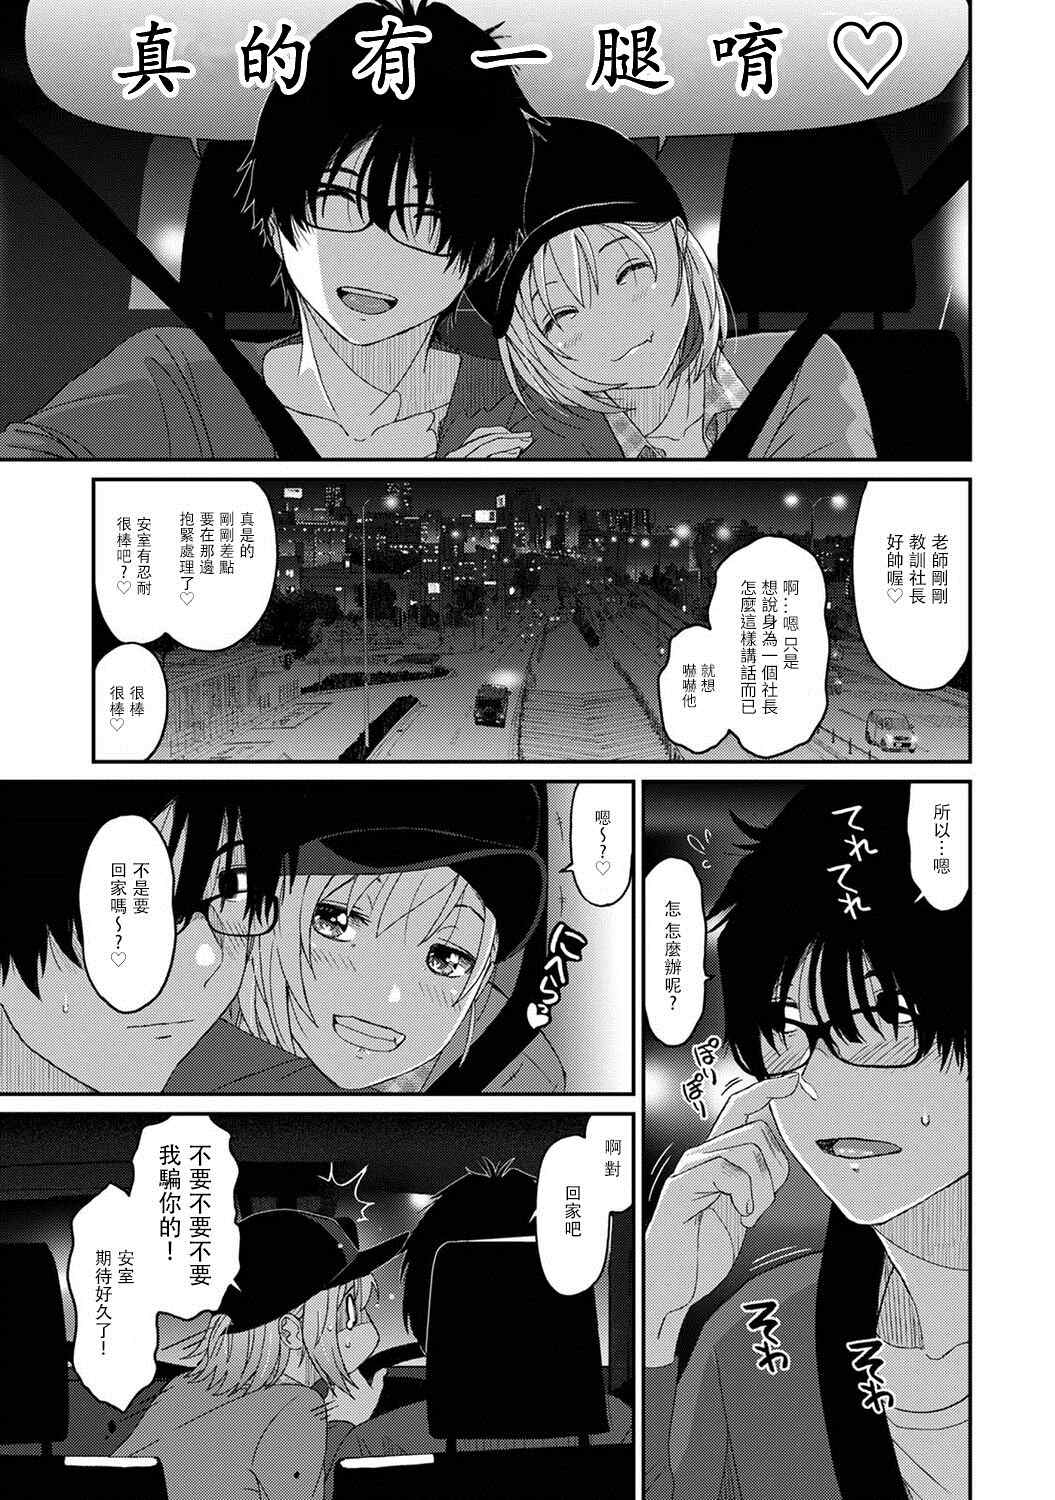 真的有一腿唷♡
老師剛剛
教訓社長
好帥喔♡
啊…嗯 只是
想說身為一個社長
怎麼這樣講話而已
就想
嚇嚇他
真是的
剛剛差點
要在那邊
抱緊處理了♡
安室有忍耐
很棒吧?♡
很棒
很棒♡
所以…嗯
てれてれ
怎 怎麼辦呢?
ぽりぽり
そわ
そわ
嗯~?♡
にへら♥
不是要
回家嗎~?♡
啊對
回家吧
不要不要不要
我騙你的!
安室
期待好久了!